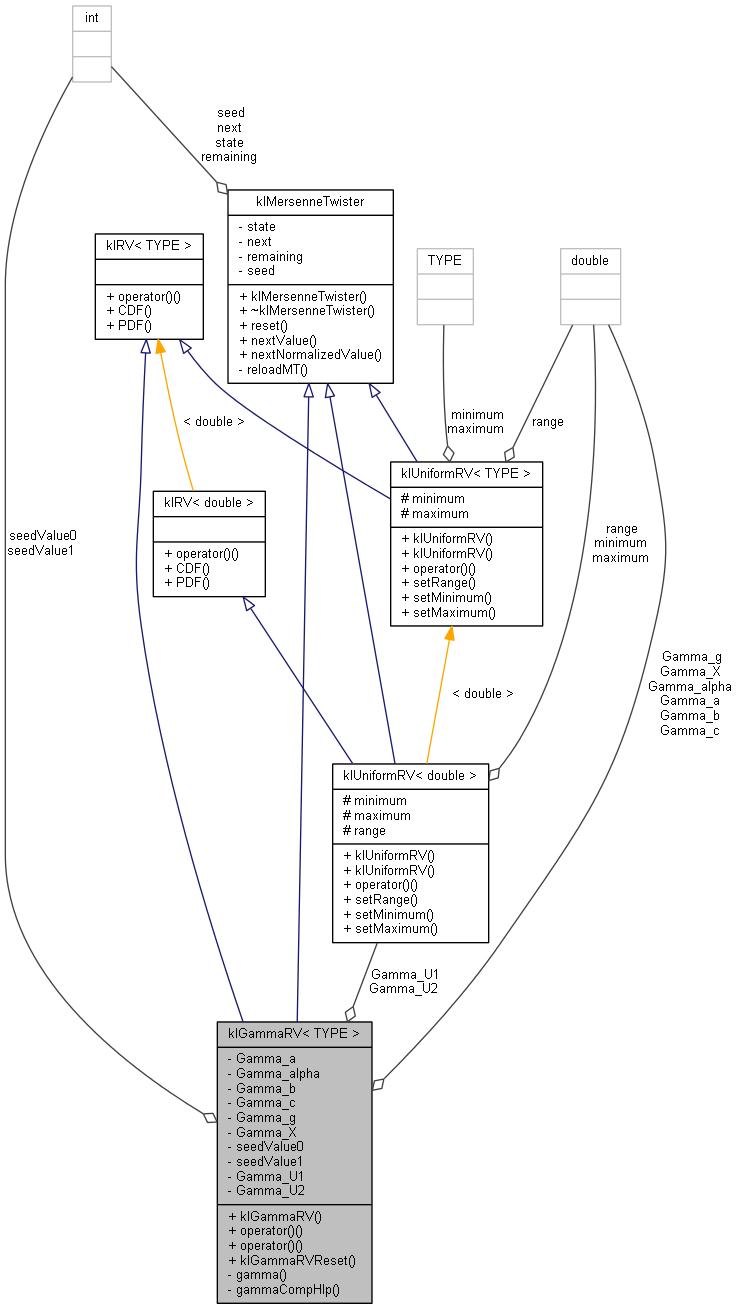 int
seed
next
state
remaining
klMersenneTwister
- state
- next
- remaining
- seed
+ klMersenneTwister()
+ ~klMersenneTwister()
+ reset()
+ nextValue()
+ nextNormalizedValue()
- reloadMT()
klRV< TYPE >
+ operator()()
+ CDF()
+ PDF()
TYPE
double
< double >
minimum
maximum
range
klUniformRV< TYPE >
# minimum
# maximum
+ klUniformRV()
+ klUniformRV()
+ operator()()
+ setRange()
+ setMinimum()
+ setMaximum()
klRV< double >
+ operator()()
+ CDF()
+ PDF()
seedValue0
seedValue1
range
minimum
maximum
Gamma_g
Gamma_X
Gamma_alpha
Gamma_a
Gamma_b
Gamma_c
< double >
klUniformRV< double >
# minimum
# maximum
# range
+ klUniformRV()
+ klUniformRV()
+ operator()()
+ setRange()
+ setMinimum()
+ setMaximum()
Gamma_U1
Gamma_U2
klGammaRV< TYPE >
- Gamma_a
- Gamma_alpha
- Gamma_b
- Gamma_c
- Gamma_g
- Gamma_X
- seedValue0
- seedValue1
- Gamma_U1
- Gamma_U2
+ klGammaRV()
+ operator()()
+ operator()()
+ klGammaRVReset()
- gamma()
- gammaCompHlp()